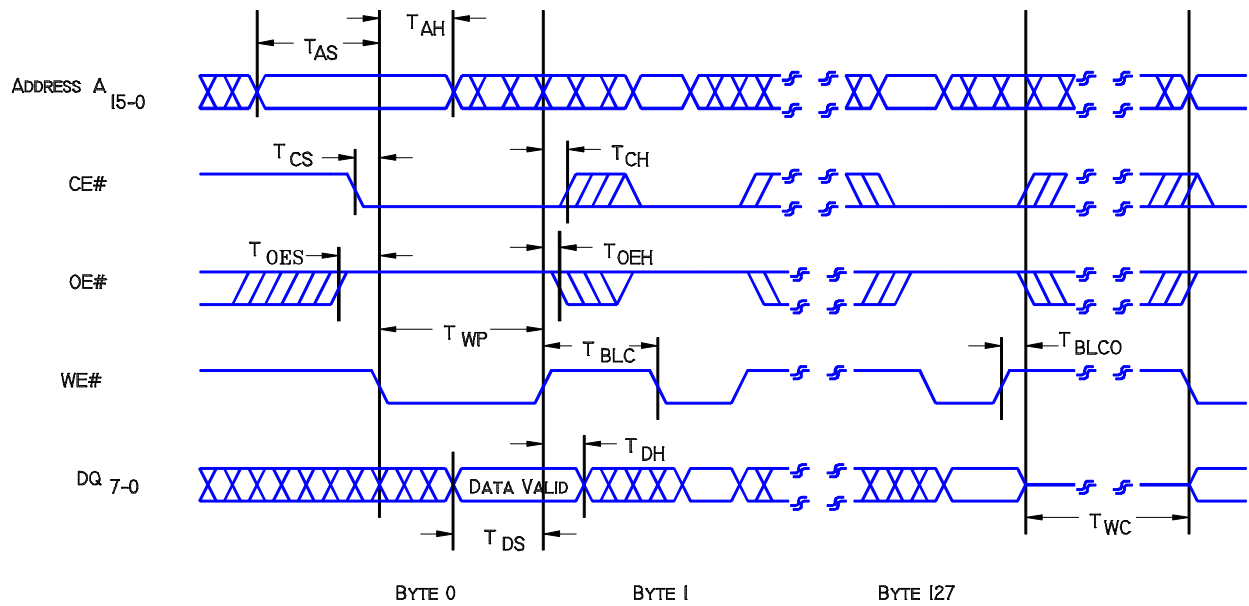 TAH
TAS
ADDRESS A 15-0
TCS
TCH
CE#
TOES
TOEH
OE#
TWP
TBLC
TBLCO
WE#
TDH
DQ 7-0
DATA VALID
TDS
TWC
BYTE 0
BYTE 1
BYTE 127